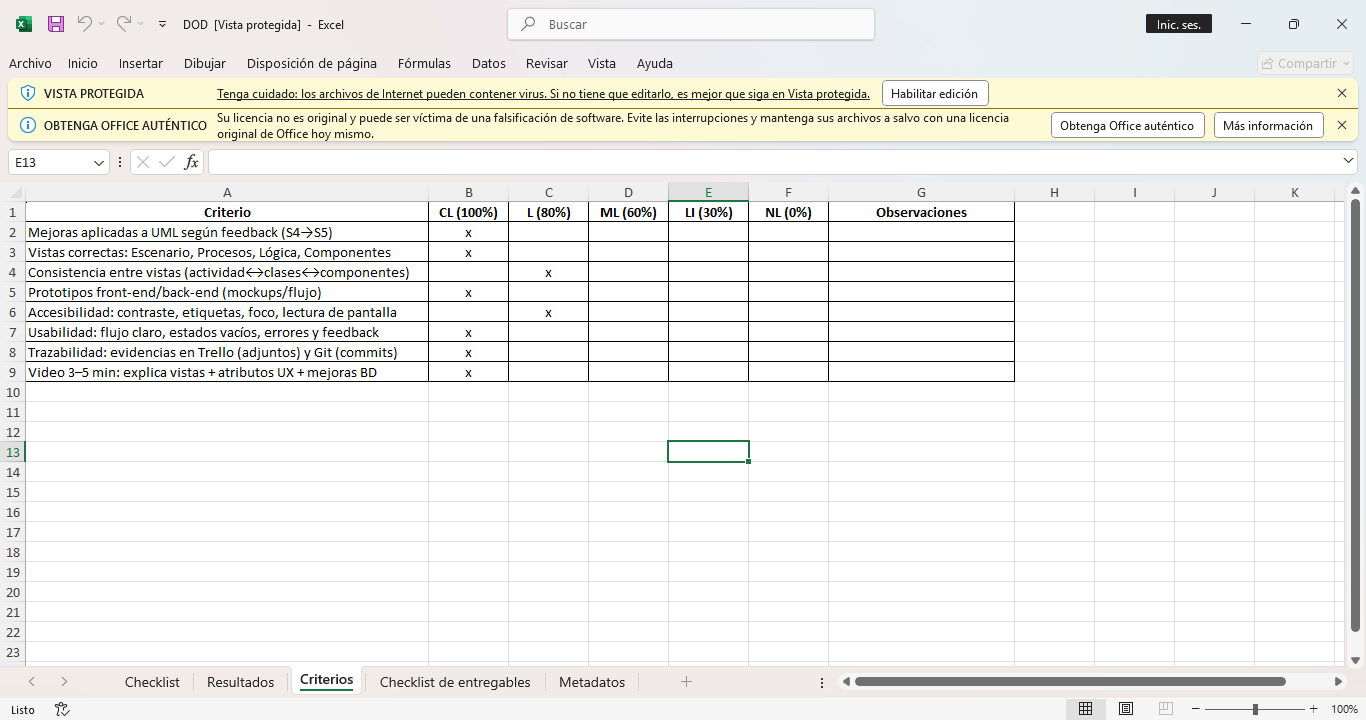 DOD [Vista protegida] - Excel
Buscar
Inic. ses.
Archivo Inicio Insertar Dibujar Disposición de página Fórmulas Datos Revisar Vista Ayuda Compartir
VISTA PROTEGIDA Tenga cuidado: los archivos de Internet pueden contener virus. Si no tiene que editarlo, es mejor que siga en Vista protegida. Habilitar edición
OBTENGA OFFICE AUTÉNTICO Su licencia no es original y puede ser víctima de una falsificación de software. Evite las interrupciones y mantenga sus archivos a salvo con una licencia
original de Office hoy mismo. Obtenga Office auténtico Más información
E13 fx
A B C D E F G H I J K
1 Criterio CL (100%) L (80%) ML (60%) LI (30%) NL (0%) Observaciones
2 Mejoras aplicadas a UML según feedback (S4→S5) x
3 Vistas correctas: Escenario, Procesos, Lógica, Componentes x
4 Consistencia entre vistas (actividad↔clases↔componentes) x
5 Prototipos front-end/back-end (mockups/flujo) x
6 Accesibilidad: contraste, etiquetas, foco, lectura de pantalla x
7 Usabilidad: flujo claro, estados vacíos, errores y feedback x
8 Trazabilidad: evidencias en Trello (adjuntos) y Git (commits) x
9 Video 3–5 min: explica vistas + atributos UX + mejoras BD x
10
11
12
13
14
15
16
17
18
19
20
21
22
23
Checklist Resultados Criterios Checklist de entregables Metadatos
Listo 100%